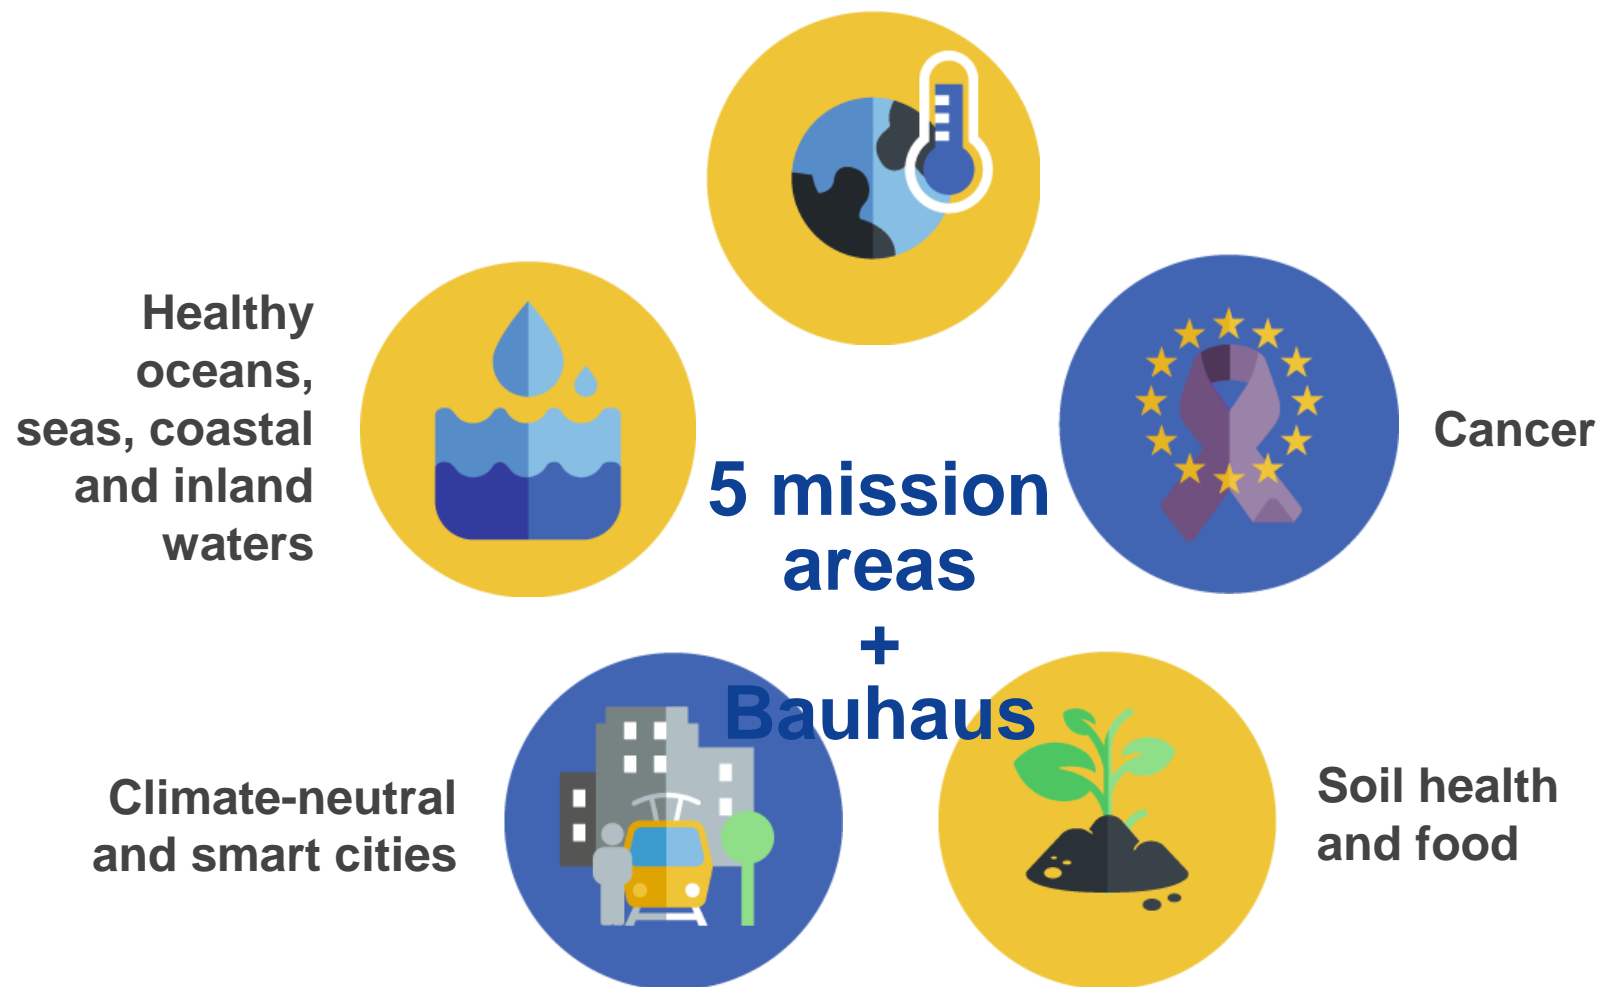 Healthy
oceans,
seas, coastal
and inland
waters
Cancer
5 mission
areas
+
Bauhaus
Climate-neutral
and smart cities
Soil health
and food